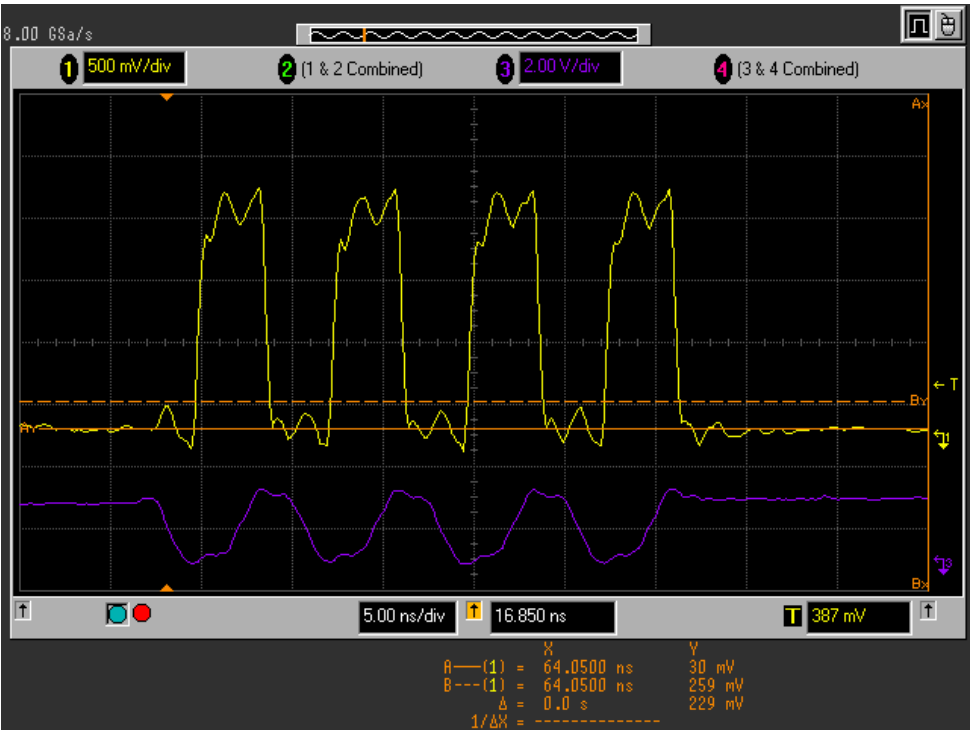 8.00 GSa/s
1 500 mV/div 2 (1 & 2 Combined) 3 2.00 V/div 4 (3 & 4 Combined)
Ax
T
By
Ay
1
3
Bx
5.00 ns/div 16.850 ns T 387 mV
X Y
A───(1) = 64.0500 ns 30 mV
B---(1) = 64.0500 ns 259 mV
Δ = 0.0 s 229 mV
1/ΔX = --------------